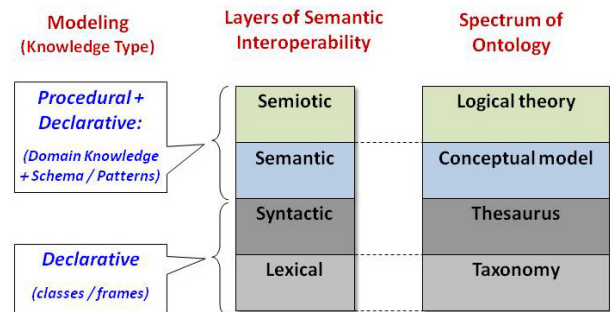 Modeling
(Knowledge Type)
Layers of Semantic
Interoperability
Spectrum of
Ontology
Procedural +
Declarative:
(Domain Knowledge
+ Schema / Patterns)
Declarative
(classes / frames)
Semiotic
Semantic
Syntactic
Lexical
Logical theory
Conceptual model
Thesaurus
Taxonomy